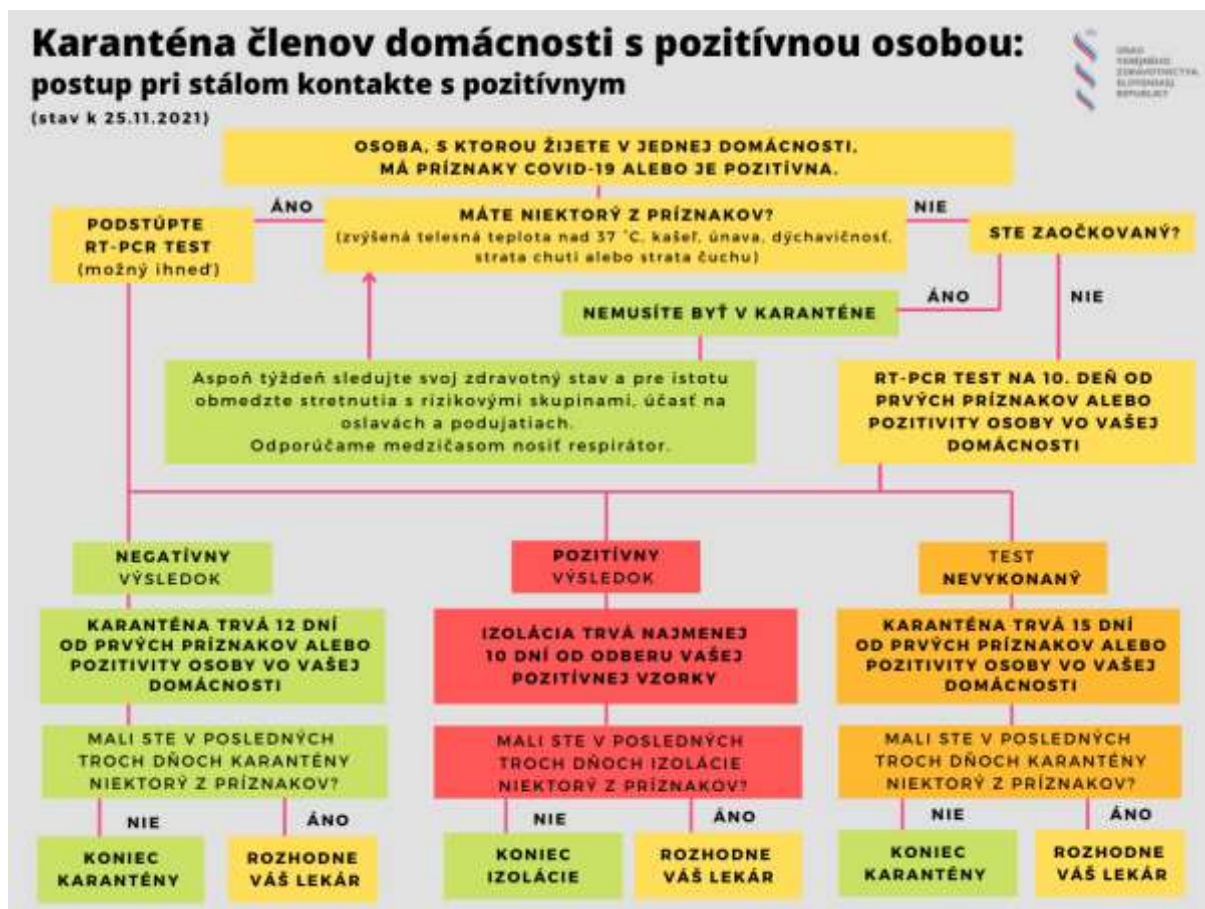 Karanténa členov domácnosti s pozitívnou osobou:
postup pri stálom kontakte s pozitívnym
(stav k 25.11.2021)
ÚRAD
VEREJNÉHO
ZDRAVOTNÍCTVA
SLOVENSKEJ
REPUBLIKY
OSOBA, S KTOROU ŽIJETE V JEDNEJ DOMÁCNOSTI,
MÁ PRÍZNAKY COVID-19 ALEBO JE POZITÍVNA.
ÁNO
NIE
PODSTÚPTE
RT-PCR TEST
(možný ihneď)
MÁTE NIEKTORÝ Z PRÍZNAKOV?
(zvýšená telesná teplota nad 37 °C, kašeľ, únava, dýchavičnosť,
strata chuti alebo strata čuchu)
STE ZAOČKOVANÝ?
ÁNO
NIE
NEMUSÍTE BYŤ V KARANTÉNE
Aspoň týždeň sledujte svoj zdravotný stav a pre istotu
obmedzte stretnutia s rizikovými skupinami, účasť na
oslavách a podujatiach.
Odporúčame medzičasom nosiť respirátor.
RT-PCR TEST NA 10. DEŇ OD
PRVÝCH PRÍZNAKOV ALEBO
POZITIVITY OSOBY VO VAŠEJ
DOMÁCNOSTI
NEGATÍVNY
VÝSLEDOK
KARANTÉNA TRVÁ 12 DNÍ
OD PRVÝCH PRÍZNAKOV ALEBO
POZITIVITY OSOBY VO VAŠEJ
DOMÁCNOSTI
MALI STE V POSLEDNÝCH
TROCH DŇOCH KARANTÉNY
NIEKTORÝ Z PRÍZNAKOV?
NIE
ÁNO
KONIEC
KARANTÉNY
ROZHODNE
VÁŠ LEKÁR
POZITÍVNY
VÝSLEDOK
IZOLÁCIA TRVÁ NAJMENEJ
10 DNÍ OD ODBERU VAŠEJ
POZITÍVNEJ VZORKY
MALI STE V POSLEDNÝCH
TROCH DŇOCH IZOLÁCIE
NIEKTORÝ Z PRÍZNAKOV?
NIE
ÁNO
KONIEC
IZOLÁCIE
ROZHODNE
VÁŠ LEKÁR
TEST
NEVYKONANÝ
KARANTÉNA TRVÁ 15 DNÍ
OD PRVÝCH PRÍZNAKOV ALEBO
POZITIVITY OSOBY VO VAŠEJ
DOMÁCNOSTI
MALI STE V POSLEDNÝCH
TROCH DŇOCH KARANTÉNY
NIEKTORÝ Z PRÍZNAKOV?
NIE
ÁNO
KONIEC
KARANTÉNY
ROZHODNE
VÁŠ LEKÁR